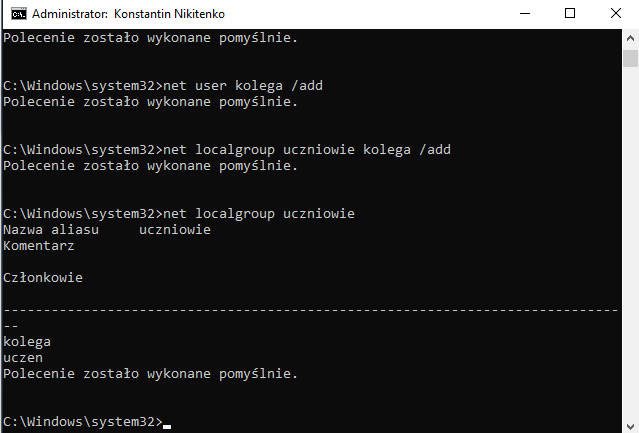 Administrator: Konstantin Nikitenko
Polecenie zostało wykonane pomyślnie.
C:\Windows\system32>net user kolega /add
Polecenie zostało wykonane pomyślnie.
C:\Windows\system32>net localgroup uczniowie kolega /add
Polecenie zostało wykonane pomyślnie.
C:\Windows\system32>net localgroup uczniowie
Nazwa aliasu     uczniowie
Komentarz
Członkowie
-----------------------------------------------------------------------------
--
kolega
uczen
Polecenie zostało wykonane pomyślnie.
C:\Windows\system32>